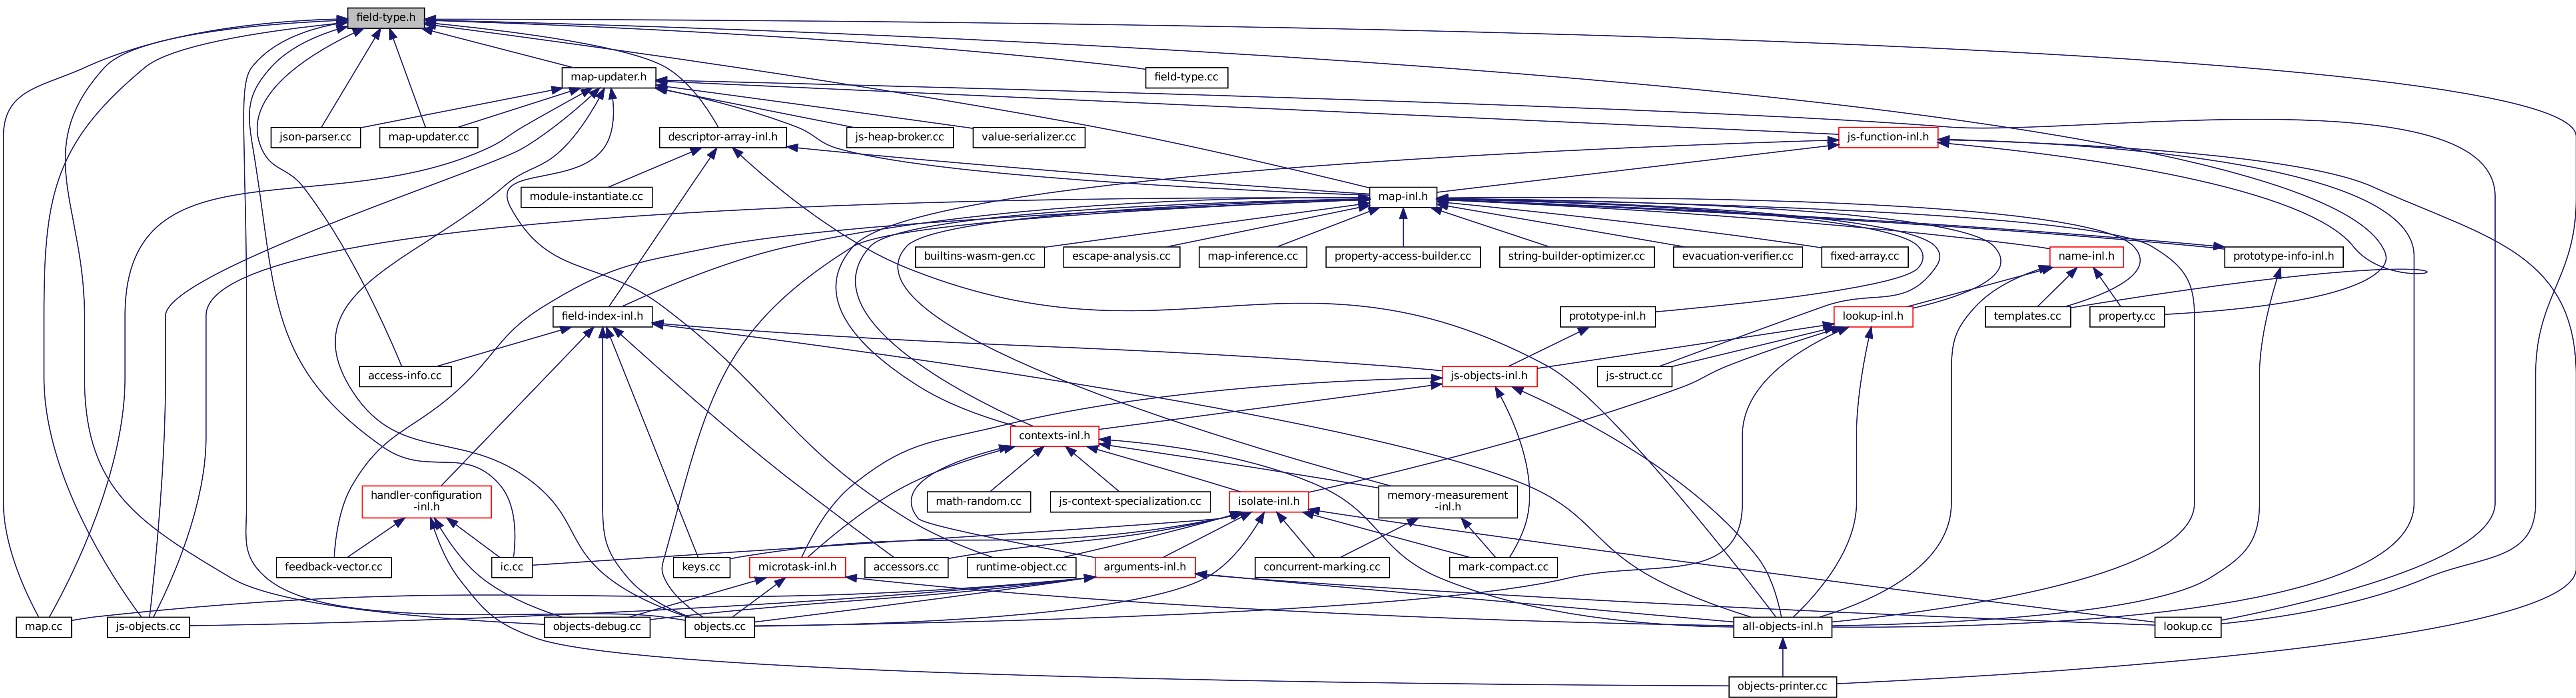 field-type.h
map-updater.h
field-type.cc
json-parser.cc
map-updater.cc
descriptor-array-inl.h
js-heap-broker.cc
value-serializer.cc
js-function-inl.h
module-instantiate.cc
map-inl.h
builtins-wasm-gen.cc
escape-analysis.cc
map-inference.cc
property-access-builder.cc
string-builder-optimizer.cc
evacuation-verifier.cc
fixed-array.cc
name-inl.h
prototype-info-inl.h
field-index-inl.h
prototype-inl.h
lookup-inl.h
templates.cc
property.cc
access-info.cc
js-objects-inl.h
js-struct.cc
contexts-inl.h
handler-configuration
-inl.h
math-random.cc
js-context-specialization.cc
isolate-inl.h
memory-measurement
-inl.h
feedback-vector.cc
ic.cc
keys.cc
microtask-inl.h
accessors.cc
runtime-object.cc
arguments-inl.h
concurrent-marking.cc
mark-compact.cc
map.cc
js-objects.cc
objects-debug.cc
objects.cc
all-objects-inl.h
lookup.cc
objects-printer.cc